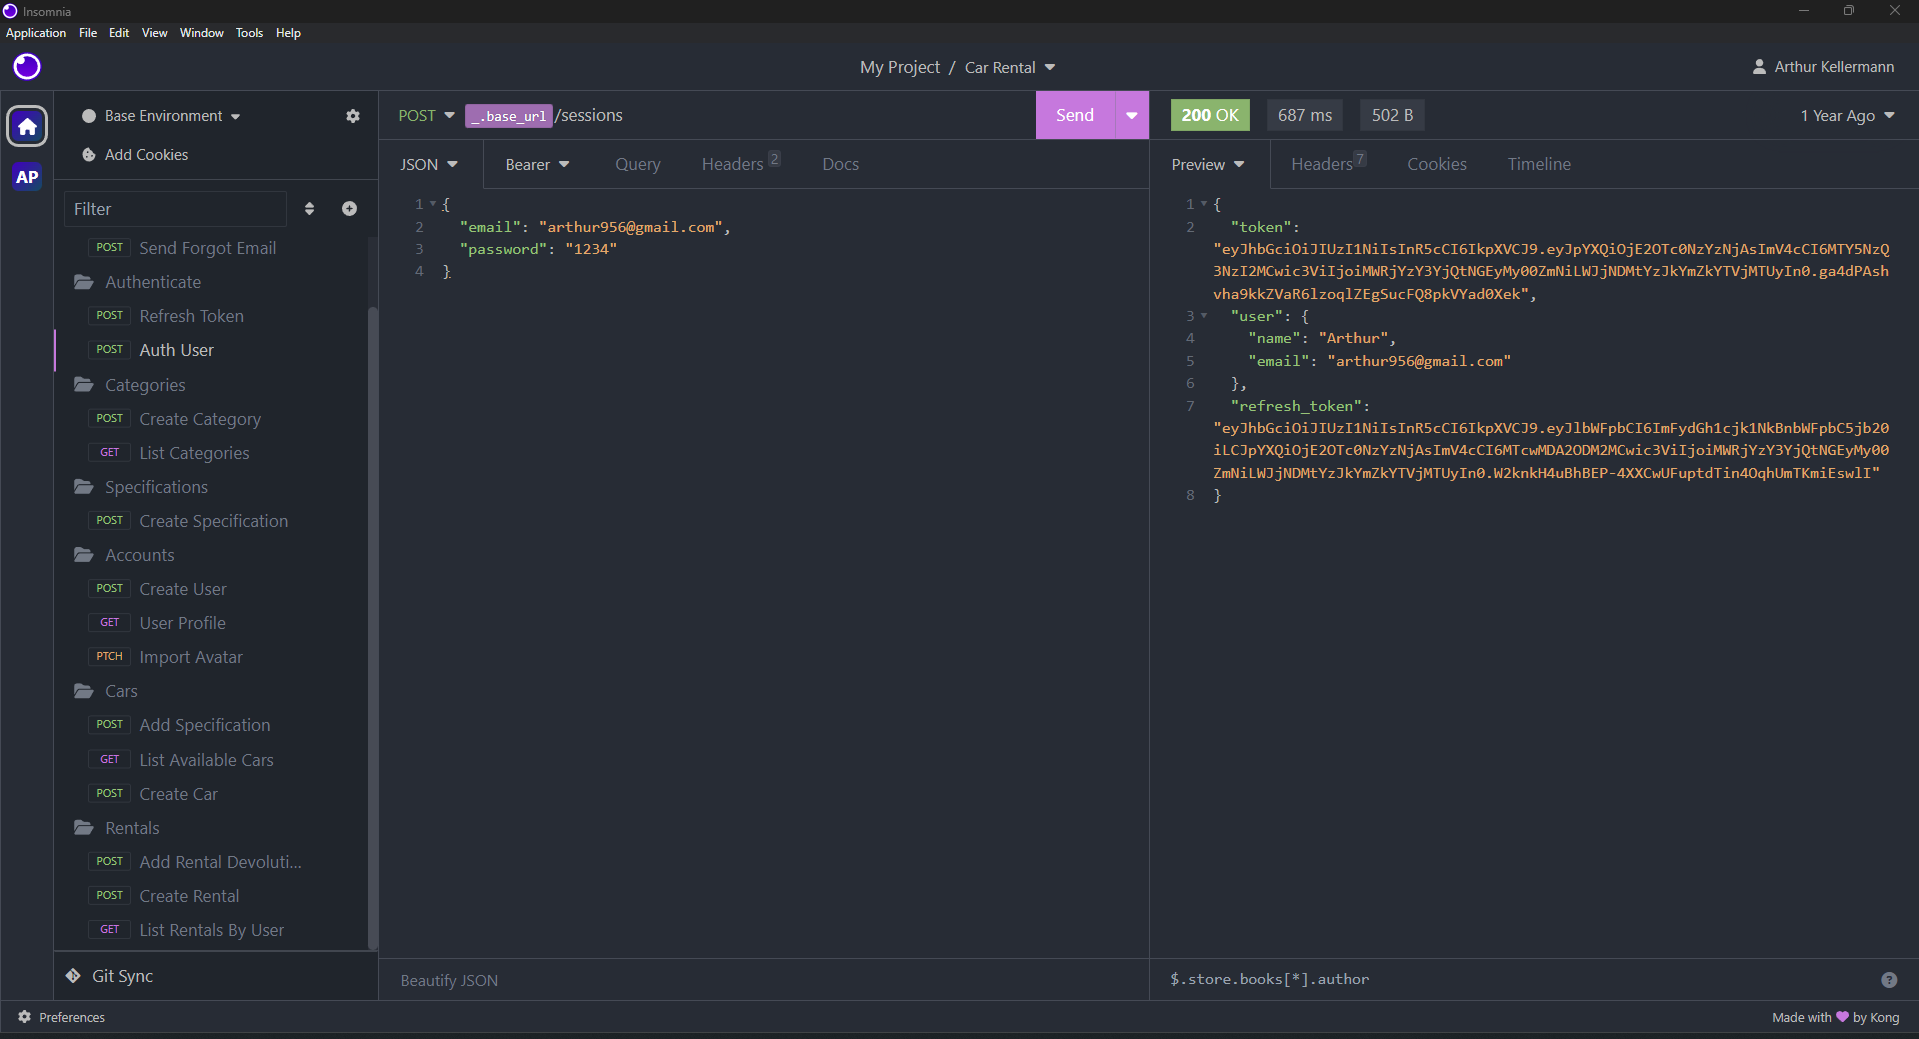 Insomnia
Application File Edit View Window Tools Help
My Project / Car Rental
Arthur Kellermann
Base Environment
Add Cookies
AP
Filter
POST Send Forgot Email
Authenticate
POST Refresh Token
POST Auth User
Categories
POST Create Category
GET List Categories
Specifications
POST Create Specification
Accounts
POST Create User
GET User Profile
PTCH Import Avatar
Cars
POST Add Specification
GET List Available Cars
POST Create Car
Rentals
POST Add Rental Devoluti...
POST Create Rental
GET List Rentals By User
Git Sync
POST _.base_url /sessions
Send
JSON Bearer Query Headers 2 Docs
1 {
2 "email": "arthur956@gmail.com",
3 "password": "1234"
4 }
Beautify JSON
200 OK 687 ms 502 B 1 Year Ago
Preview Headers 7 Cookies Timeline
1 {
2 "token":
"eyJhbGciOiJIUzI1NiIsInR5cCI6IkpXVCJ9.eyJpYXQiOjE2OTc0NzYzNjAsImV4cCI6MTY5NzQ
3NzI2MCwic3ViIjoiMWRjYzY3YjQtNGEyMy00ZmNiLWJjNDMtYzJkYmZkYTVjMTUyIn0.ga4dPAsh
vha9kkZVaR6lzoqlZEgSucFQ8pkVYad0Xek",
3 "user": {
4 "name": "Arthur",
5 "email": "arthur956@gmail.com"
6 },
7 "refresh_token":
"eyJhbGciOiJIUzI1NiIsInR5cCI6IkpXVCJ9.eyJlbWFpbCI6ImFydGh1cjk1NkBnbWFpbC5jb20
iLCJpYXQiOjE2OTc0NzYzNjAsImV4cCI6MTcwMDA2ODM2MCwic3ViIjoiMWRjYzY3YjQtNGEyMy00
ZmNiLWJjNDMtYzJkYmZkYTVjMTUyIn0.W2knkH4uBhBEP-4XXCwUFuptdTin4OqhUmTKmiEswlI"
8 }
$.store.books[*].author
Preferences
Made with by Kong